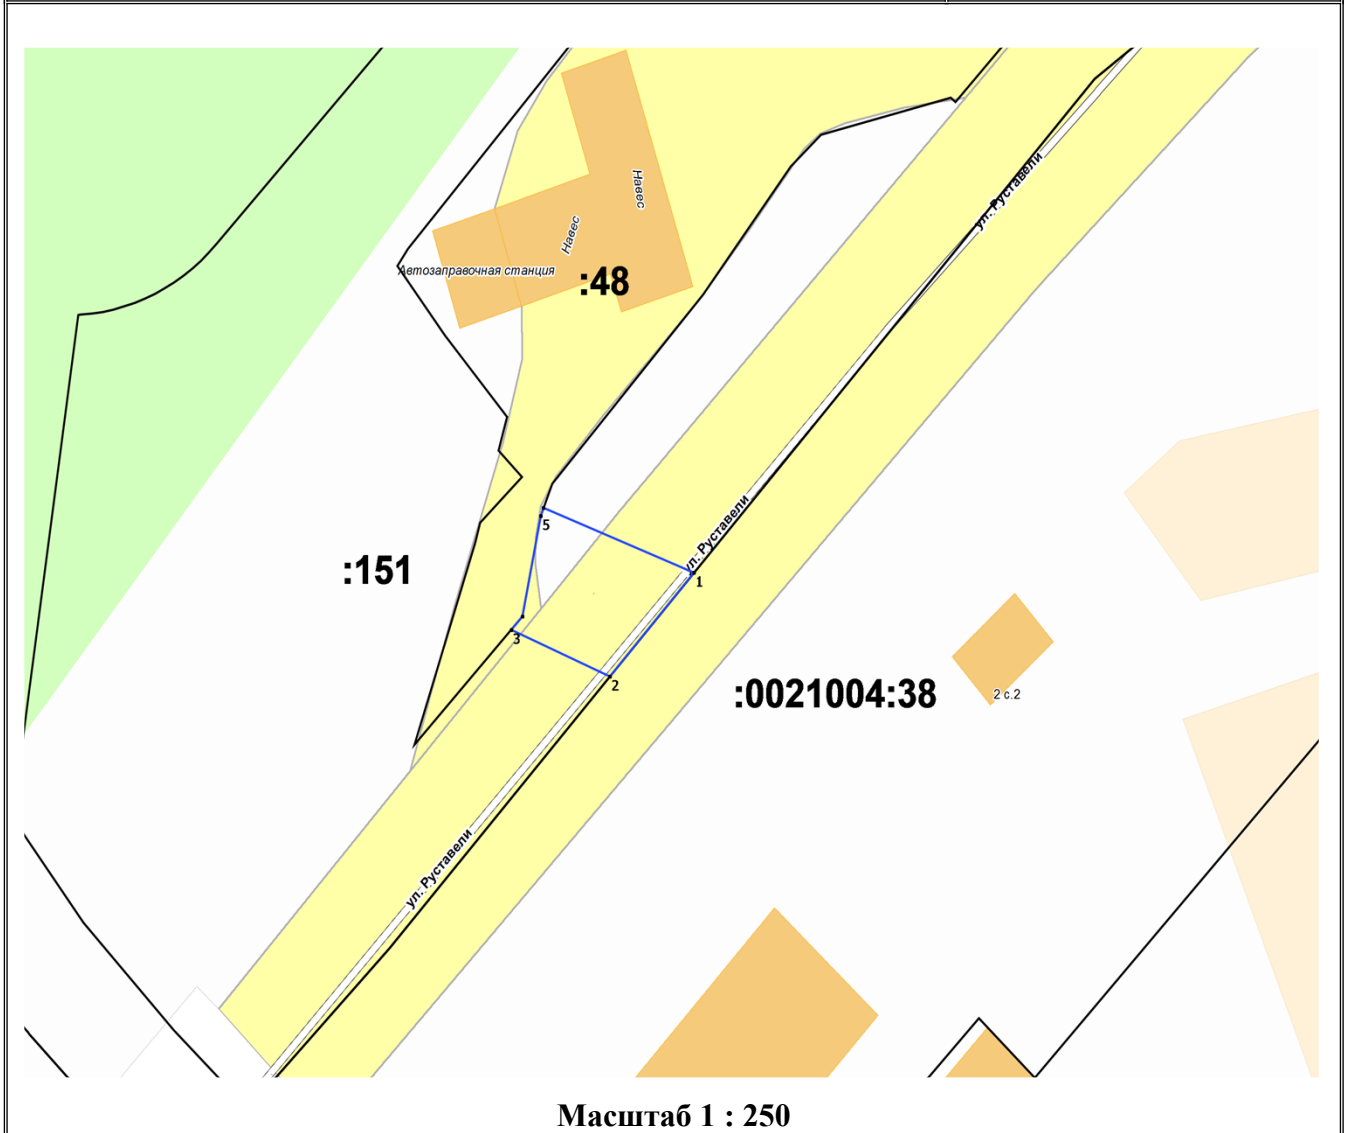 ул. Руставели
Навес
Навес
Автозаправочная станция
:48
ул. Руставели
5
:151
1
3
2
:0021004:38
2 с.2
ул. Руставели
Масштаб 1 : 250